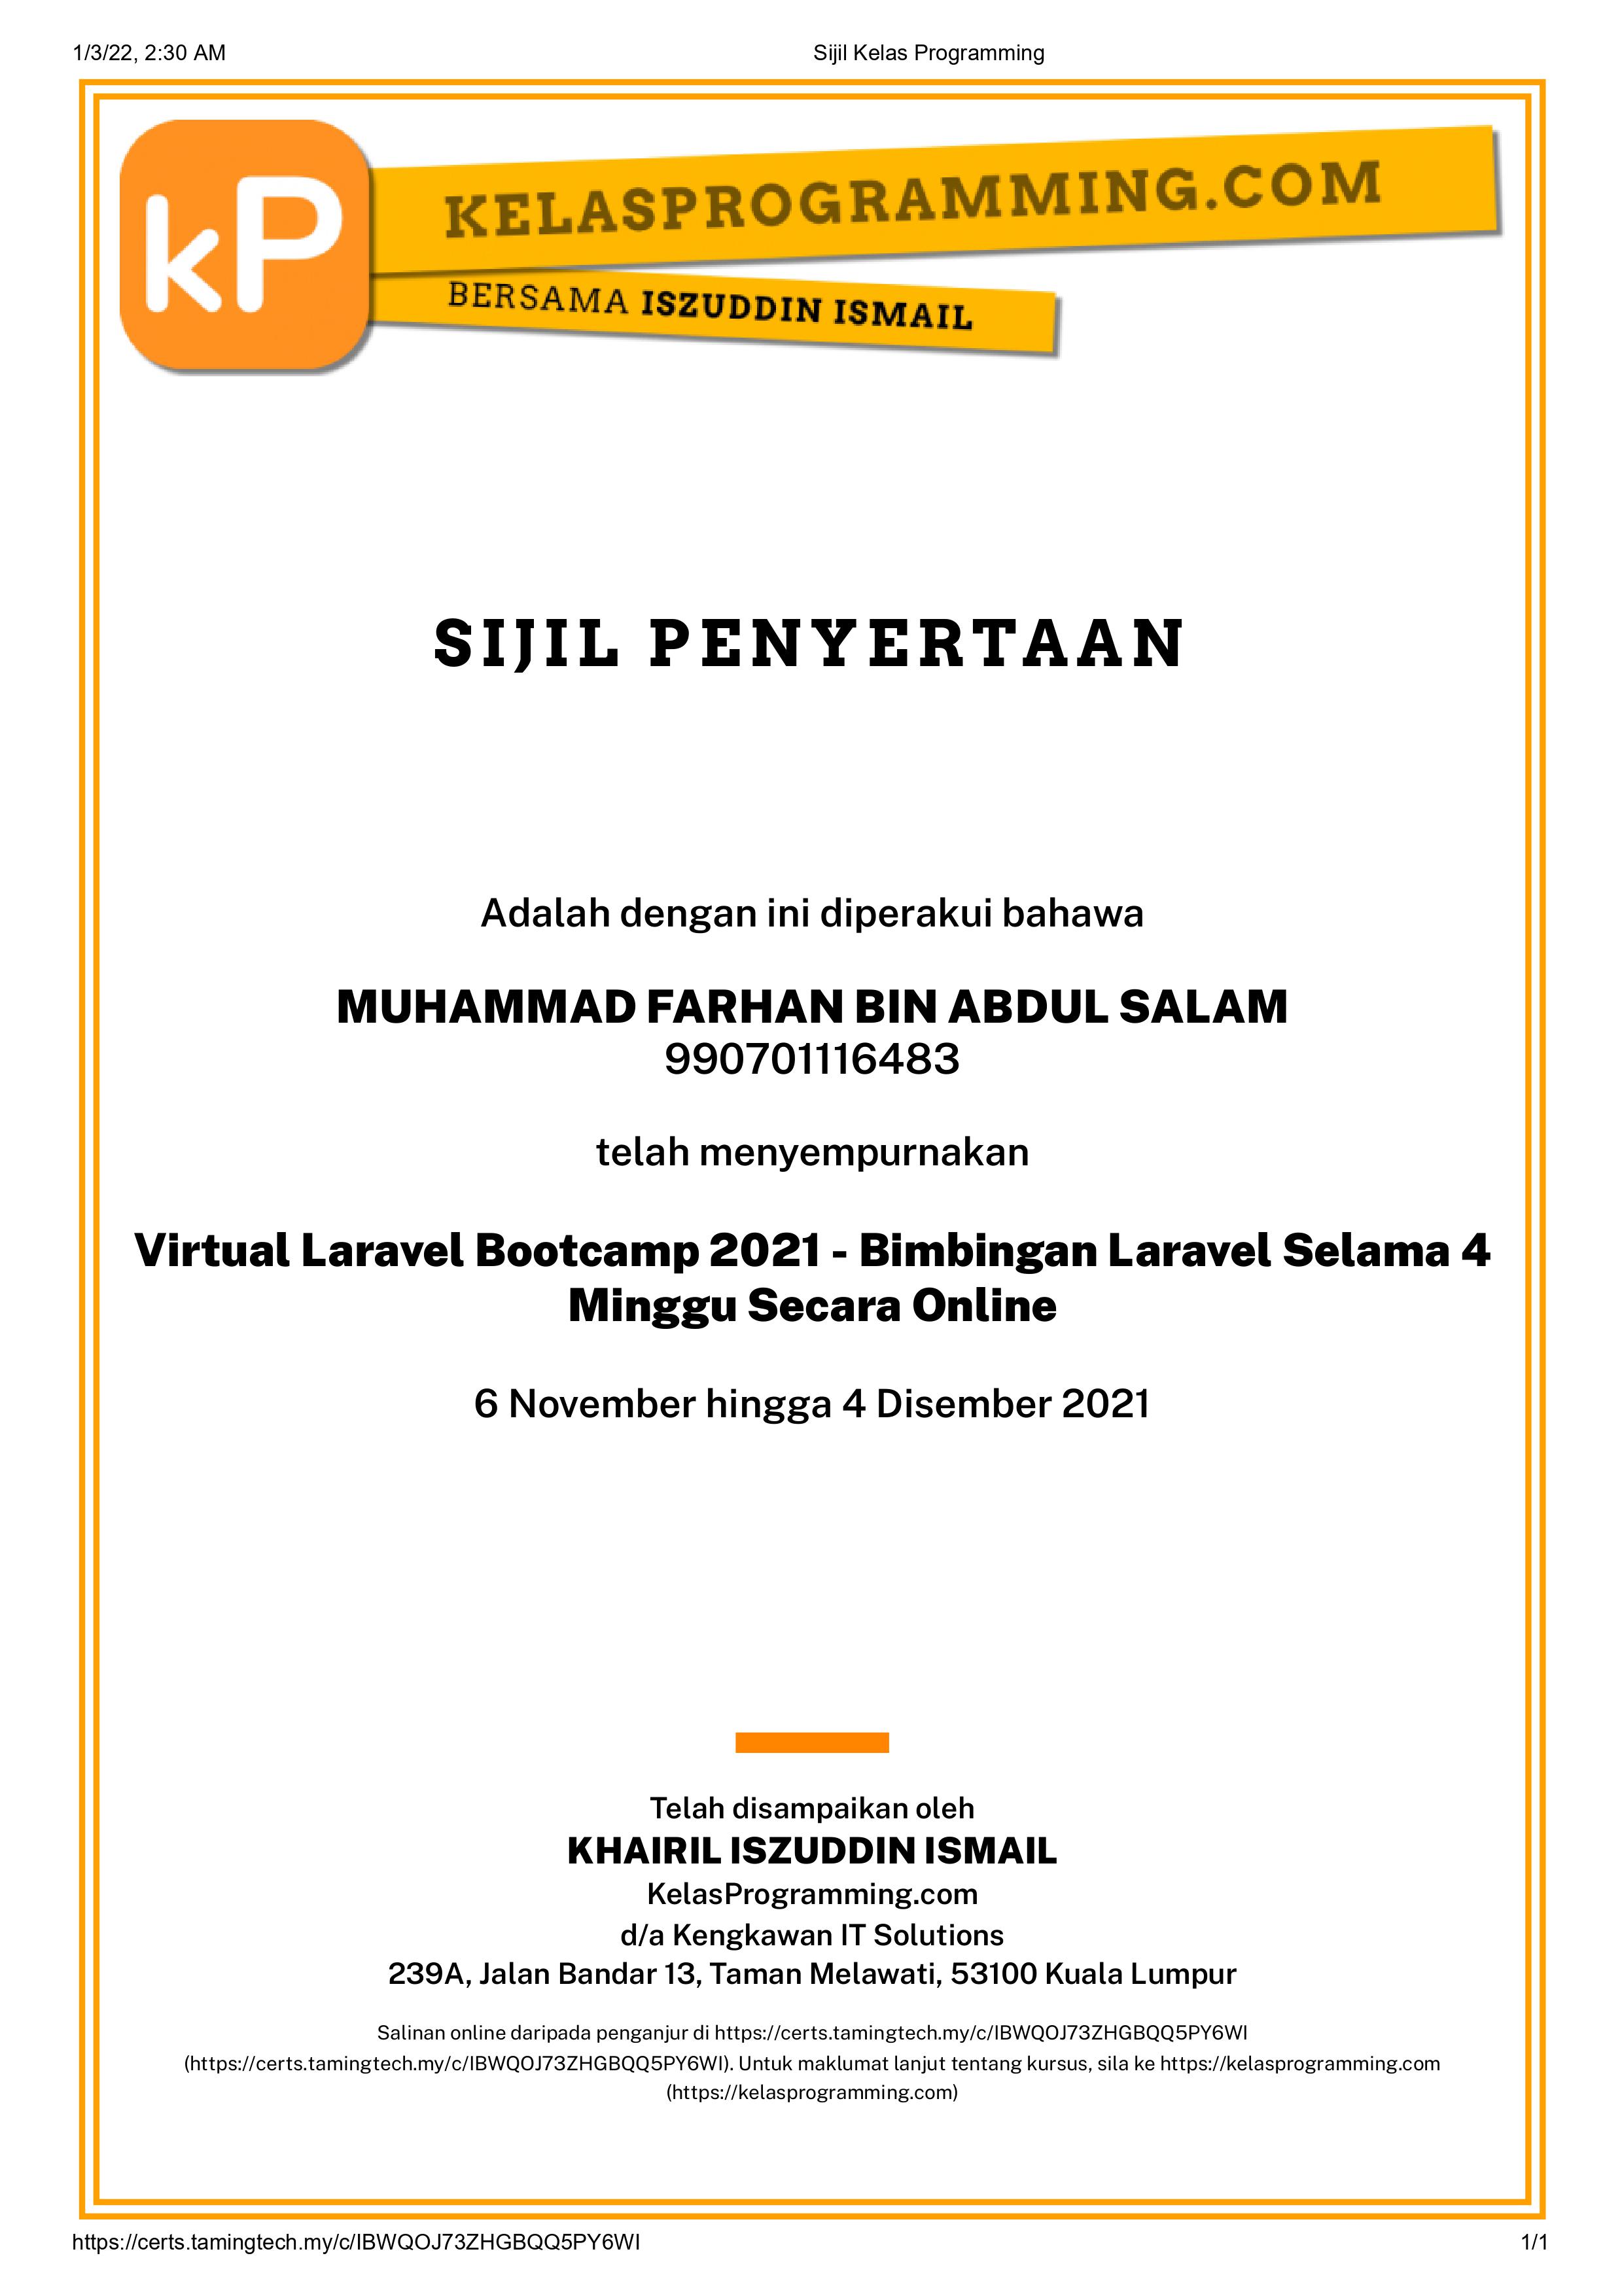 1/3/22, 2:30 AM
Sijil Kelas Programming
kP
KELASPROGRAMMING.COM
BERSAMA ISZUDDIN ISMAIL
SIJIL PENYERTAAN
Adalah dengan ini diperakui bahawa
MUHAMMAD FARHAN BIN ABDUL SALAM
990701116483
telah menyempurnakan
Virtual Laravel Bootcamp 2021 - Bimbingan Laravel Selama 4
Minggu Secara Online
6 November hingga 4 Disember 2021
Telah disampaikan oleh
KHAIRIL ISZUDDIN ISMAIL
KelasProgramming.com
d/a Kengkawan IT Solutions
239A, Jalan Bandar 13, Taman Melawati, 53100 Kuala Lumpur
Salinan online daripada penganjur di https://certs.tamingtech.my/c/IBWQOJ73ZHGBQQ5PY6WI
(https://certs.tamingtech.my/c/IBWQOJ73ZHGBQQ5PY6WI). Untuk maklumat lanjut tentang kursus, sila ke https://kelasprogramming.com
(https://kelasprogramming.com)
https://certs.tamingtech.my/c/IBWQOJ73ZHGBQQ5PY6WI
1/1